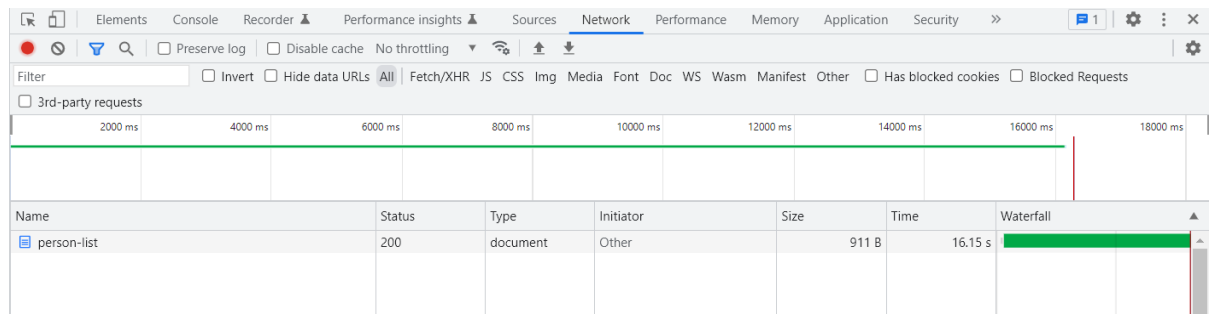 Elements Console Recorder Performance insights Sources Network Performance Memory Application Security » 1
Preserve log Disable cache No throttling
Filter Invert Hide data URLs All Fetch/XHR JS CSS Img Media Font Doc WS Wasm Manifest Other Has blocked cookies Blocked Requests
3rd-party requests
2000 ms 4000 ms 6000 ms 8000 ms 10000 ms 12000 ms 14000 ms 16000 ms 18000 ms
Name Status Type Initiator Size Time Waterfall
person-list 200 document Other 911 B 16.15 s